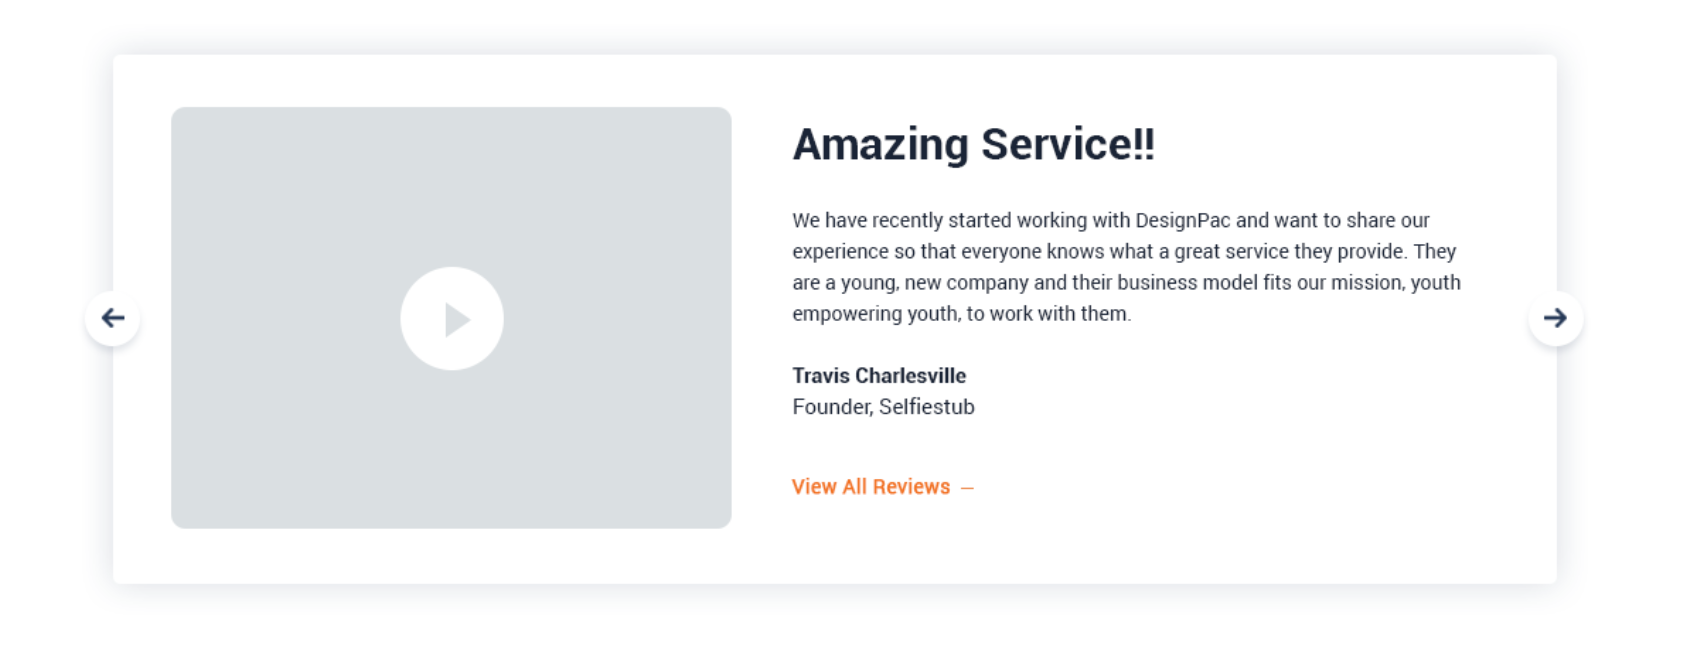 Amazing Service!!
We have recently started working with DesignPac and want to share our
experience so that everyone knows what a great service they provide. They
are a young, new company and their business model fits our mission, youth
empowering youth, to work with them.
Travis Charlesville
Founder, Selfiestub
View All Reviews —